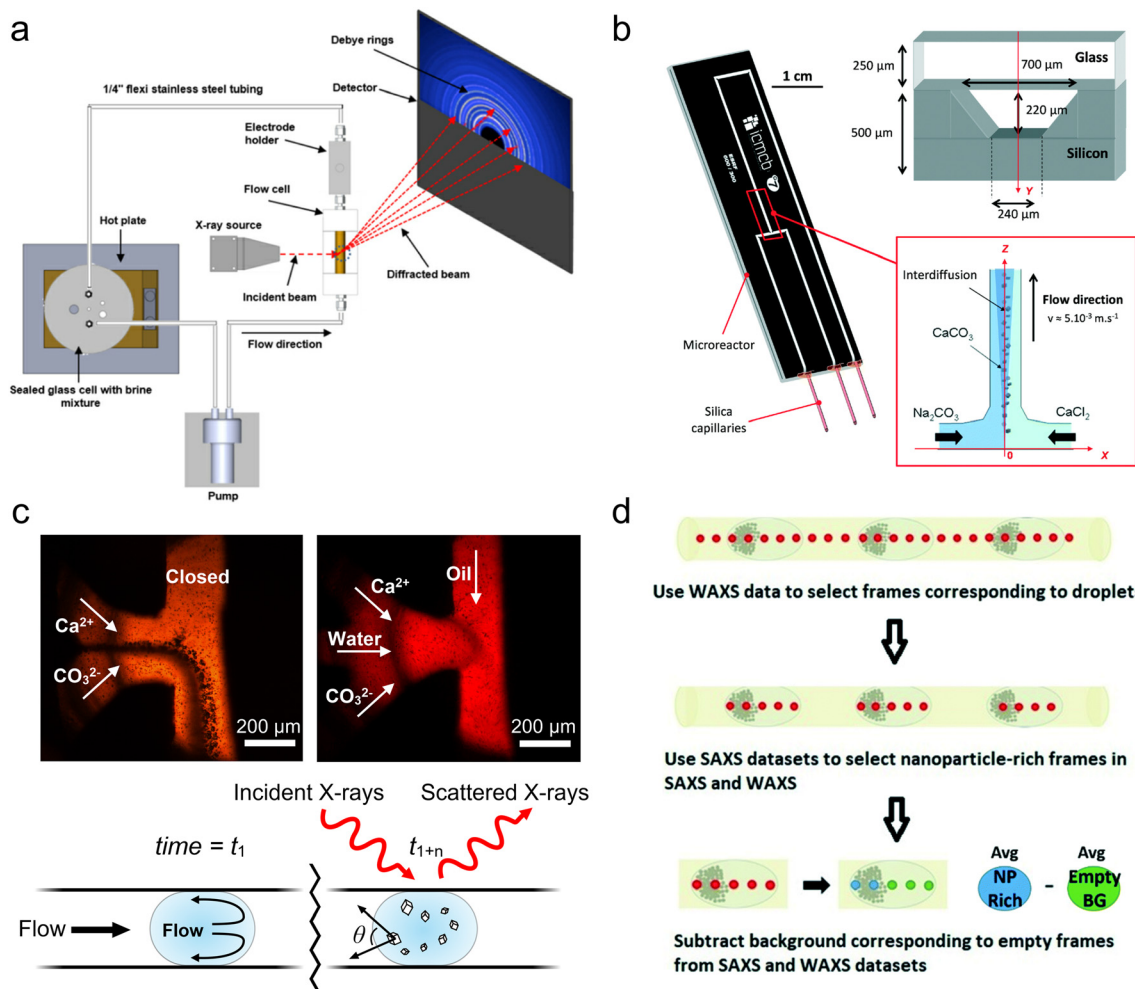 a
Debye rings
Detector
1/4" flexi stainless steel tubing
Electrode
holder
Flow cell
X-ray source
Hot plate
Incident beam
Diffracted beam
Flow direction
Sealed glass cell with brine
mixture
Pump
b
1 cm
icmcb
Microreactor
Silica
capillaries
Glass
250 µm
700 µm
220 µm
500 µm
Silicon
Y
240 µm
Z
Interdiffusion
Flow direction
v ≈ 5.10-3 m.s-1
CaCO3
Na2CO3
CaCl2
0
X
c
Closed
Ca2+
CO32-
200 µm
Oil
Ca2+
Water
CO32-
200 µm
Incident X-rays
Scattered X-rays
time = t1
t1+n
Flow
Flow
θ
d
Use WAXS data to select frames corresponding to droplet
Use SAXS datasets to select nanoparticle-rich frames in
SAXS and WAXS
Avg
NP
Rich
-
Avg
Empty
BG
Subtract background corresponding to empty frames
from SAXS and WAXS datasets